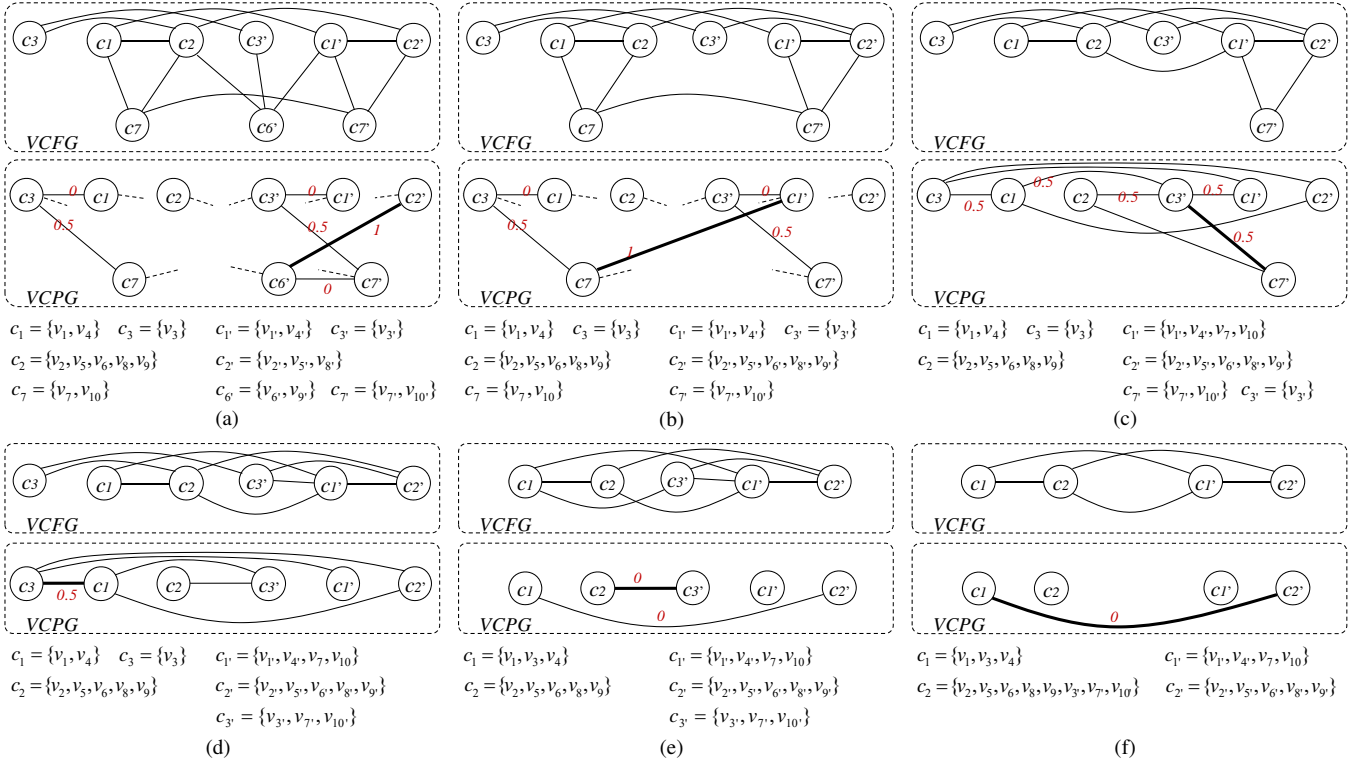 c3 c1 c2 c3' c1' c2'
c7 c6' c7'
VCFG
c3 0 c1 c2 c3' 0 c1' c2'
0.5 0.5 1
c7 c6' 0 c7'
VCPG
c₁ = {v₁, v₄} c₃ = {v₃} c₁' = {v₁', v₄'} c₃' = {v₃'}
c₂ = {v₂, v₅, v₆, v₈, v₉} c₂' = {v₂', v₅', v₈'}
c₇ = {v₇, v₁₀} c₆' = {v₆', v₉'} c₇' = {v₇', v₁₀'}
(a)
c3 c1 c2 c3' c1' c2'
c7 c7'
VCFG
c3 0 c1 c2 c3' 0 c1' c2'
0.5 1 0.5
c7 c7'
VCPG
c₁ = {v₁, v₄} c₃ = {v₃} c₁' = {v₁', v₄'} c₃' = {v₃'}
c₂ = {v₂, v₅, v₆, v₈, v₉} c₂' = {v₂', v₅', v₆', v₈', v₉'}
c₇ = {v₇, v₁₀} c₇' = {v₇', v₁₀'}
(b)
c3 c1 c2 c3' c1' c2'
c7'
VCFG
c3 0.5 c1 0.5 c2 0.5 c3' 0.5 c1' c2'
0.5
c7'
VCPG
c₁ = {v₁, v₄} c₃ = {v₃} c₁' = {v₁', v₄', v₇, v₁₀}
c₂ = {v₂, v₅, v₆, v₈, v₉} c₂' = {v₂', v₅', v₆', v₈', v₉'}
c₇' = {v₇', v₁₀'} c₃' = {v₃'}
(c)
c3 c1 c2 c3' c1' c2'
VCFG
c3 0.5 c1 c2 c3' c1' c2'
VCPG
c₁ = {v₁, v₄} c₃ = {v₃} c₁' = {v₁', v₄', v₇, v₁₀}
c₂ = {v₂, v₅, v₆, v₈, v₉} c₂' = {v₂', v₅', v₆', v₈', v₉'}
c₃' = {v₃', v₇', v₁₀'}
(d)
c1 c2 c3' c1' c2'
VCFG
c1 c2 0 c3' c1' c2'
0
VCPG
c₁ = {v₁, v₃, v₄} c₁' = {v₁', v₄', v₇, v₁₀}
c₂ = {v₂, v₅, v₆, v₈, v₉} c₂' = {v₂', v₅', v₆', v₈', v₉'}
c₃' = {v₃', v₇', v₁₀'}
(e)
c1 c2 c1' c2'
VCFG
c1 c2 c1' c2'
0
VCPG
c₁ = {v₁, v₃, v₄} c₁' = {v₁', v₄', v₇, v₁₀}
c₂ = {v₂, v₅, v₆, v₈, v₉, v₃', v₇', v₁₀'} c₂' = {v₂', v₅', v₆', v₈', v₉'}
(f)